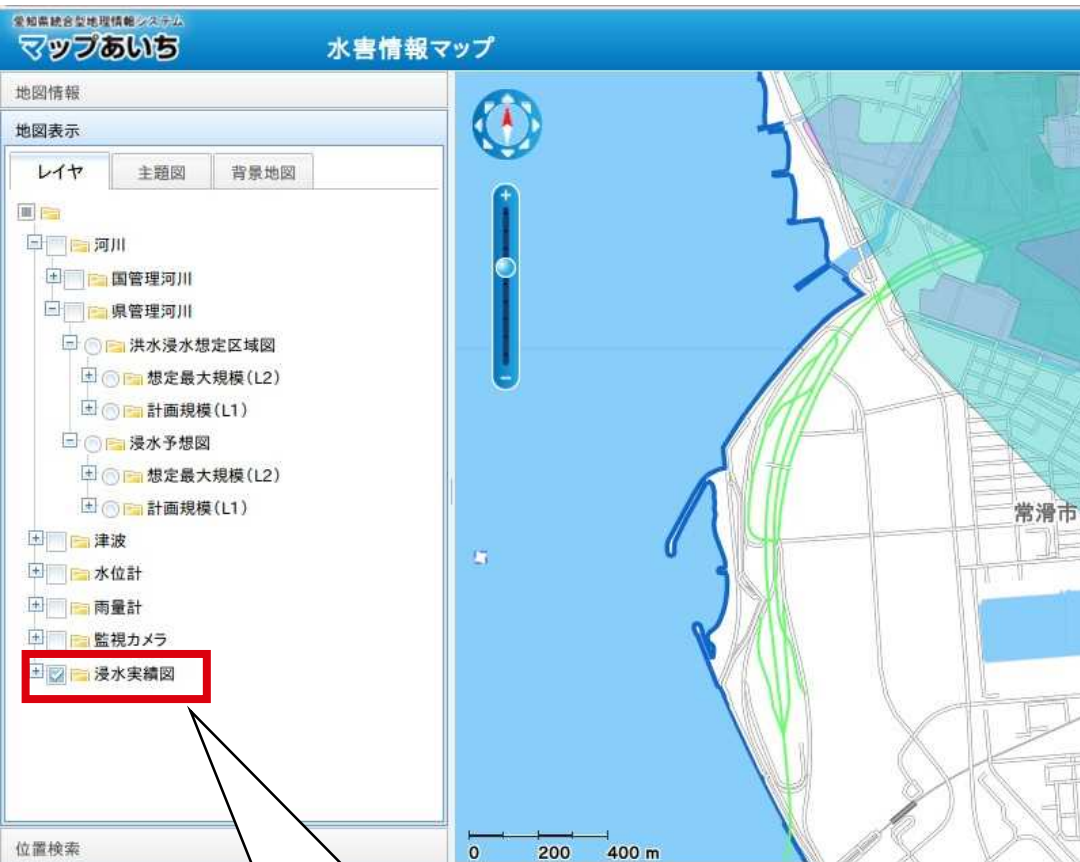 愛知県統合型地理情報システム
マップあいち
水害情報マップ
地図情報
地図表示
レイヤ 主題図 背景地図
河川
国管理河川
県管理河川
洪水浸水想定区域図
想定最大規模(L2)
計画規模(L1)
浸水予想図
想定最大規模(L2)
計画規模(L1)
津波
水位計
雨量計
監視カメラ
浸水実績図
位置検索
常滑市
0 200 400 m